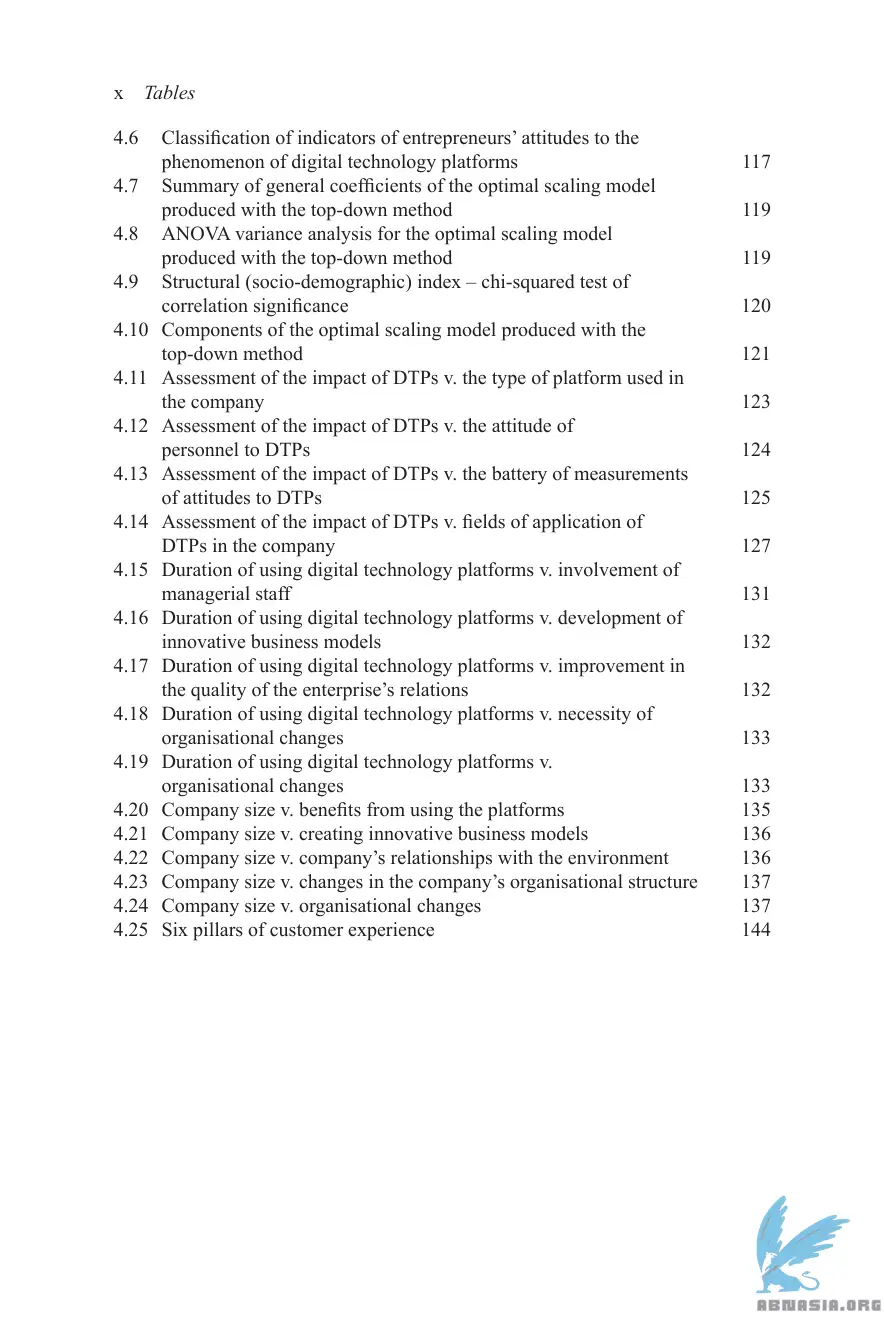 x Tables
4.6 Classification of indicators of entrepreneurs’ attitudes to the
phenomenon of digital technology platforms 117
4.7 Summary of general coefficients of the optimal scaling model
produced with the top-down method 119
4.8 ANOVA variance analysis for the optimal scaling model
produced with the top-down method 119
4.9 Structural (socio-demographic) index – chi-squared test of
correlation significance 120
4.10 Components of the optimal scaling model produced with the
top-down method 121
4.11 Assessment of the impact of DTPs v. the type of platform used in
the company 123
4.12 Assessment of the impact of DTPs v. the attitude of
personnel to DTPs 124
4.13 Assessment of the impact of DTPs v. the battery of measurements
of attitudes to DTPs 125
4.14 Assessment of the impact of DTPs v. fields of application of
DTPs in the company 127
4.15 Duration of using digital technology platforms v. involvement of
managerial staff 131
4.16 Duration of using digital technology platforms v. development of
innovative business models 132
4.17 Duration of using digital technology platforms v. improvement in
the quality of the enterprise’s relations 132
4.18 Duration of using digital technology platforms v. necessity of
organisational changes 133
4.19 Duration of using digital technology platforms v.
organisational changes 133
4.20 Company size v. benefits from using the platforms 135
4.21 Company size v. creating innovative business models 136
4.22 Company size v. company’s relationships with the environment 136
4.23 Company size v. changes in the company’s organisational structure 137
4.24 Company size v. organisational changes 137
4.25 Six pillars of customer experience 144
ABNASIA.ORG